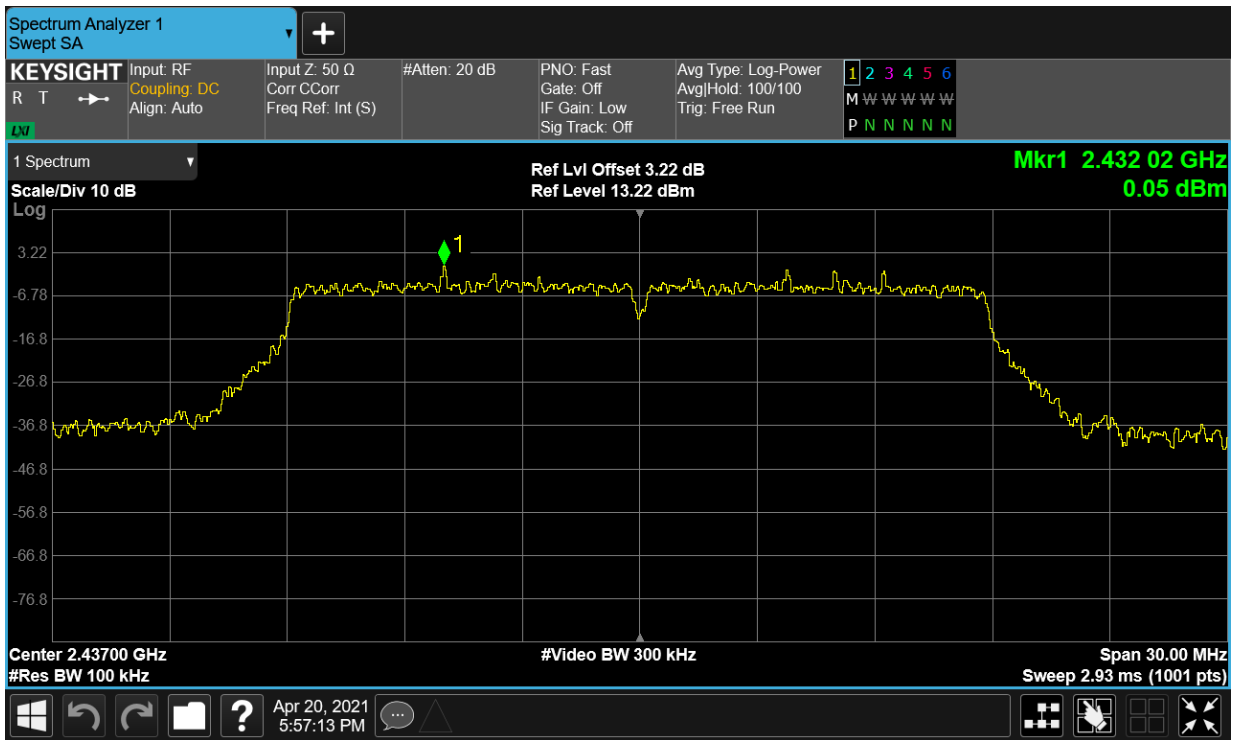 Spectrum Analyzer 1
Swept SA
+
KEYSIGHT
R T
LXI
Input: RF
Coupling: DC
Align: Auto
Input Z: 50 Ω
Corr CCorr
Freq Ref: Int (S)
#Atten: 20 dB
PNO: Fast
Gate: Off
IF Gain: Low
Sig Track: Off
Avg Type: Log-Power
Avg|Hold: 100/100
Trig: Free Run
1 2 3 4 5 6
M W W W W W
P N N N N N
1 Spectrum
Scale/Div 10 dB
Log
Ref Lvl Offset 3.22 dB
Ref Level 13.22 dBm
Mkr1 2.432 02 GHz
0.05 dBm
1
3.22
-6.78
-16.8
-26.8
-36.8
-46.8
-56.8
-66.8
-76.8
Center 2.43700 GHz
#Res BW 100 kHz
#Video BW 300 kHz
Span 30.00 MHz
Sweep 2.93 ms (1001 pts)
?
Apr 20, 2021
5:57:13 PM